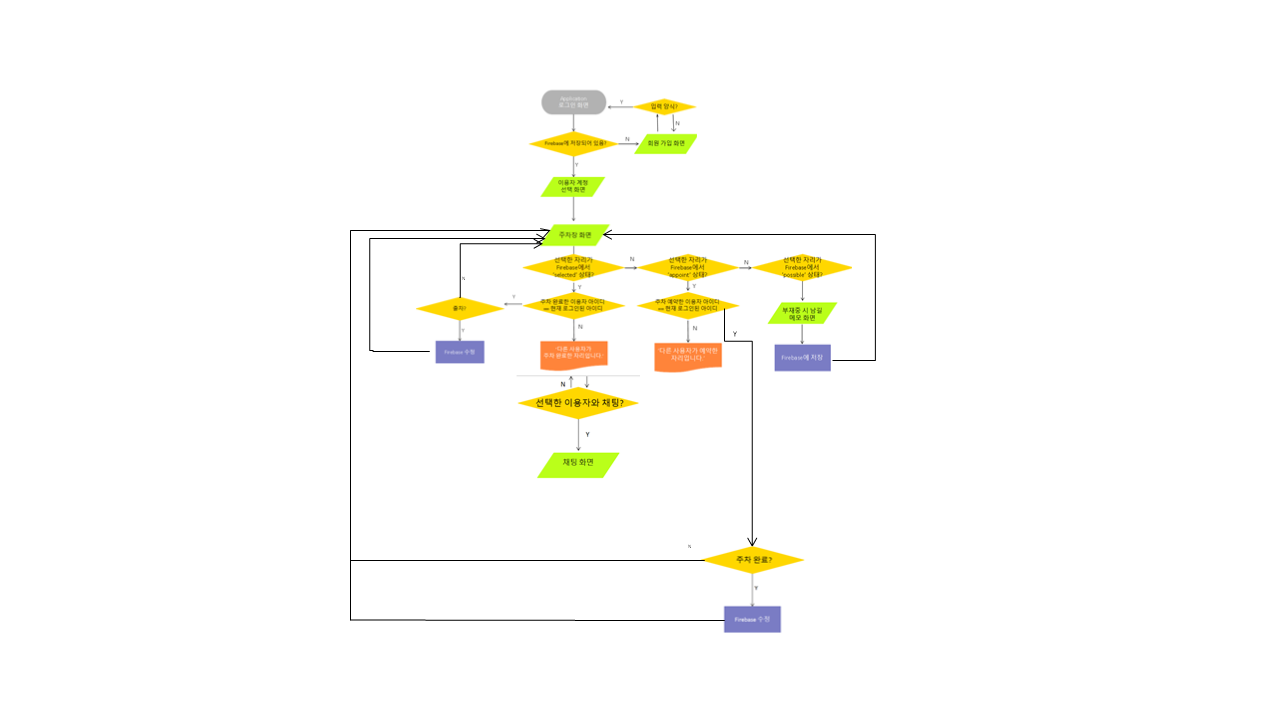 Application
로그인 화면
Y
입력 양식?
N
Firebase에 저장되어 있음?
N
회원 가입 화면
Y
이용자 계정
선택 화면
주차장 화면
선택한 자리가
Firebase에서
'selected' 상태?
N
선택한 자리가
Firebase에서
'appoint' 상태?
N
선택한 자리가
Firebase에서
'possible' 상태?
N
Y
Y
출차?
Y
주차 완료한 이용자 아이디
== 현재 로그인된 아이디
주차 예약한 이용자 아이디
== 현재 로그인된 아이디
부재중 시 남길
메모 화면
Y
N
N
Y
Firebase 수정
"다른 사용자가
주차 완료한 자리입니다."
"다른 사용자가 예약한
자리입니다."
Firebase에 저장
N
선택한 이용자와 채팅?
Y
채팅 화면
N
주차 완료?
Y
Firebase 수정